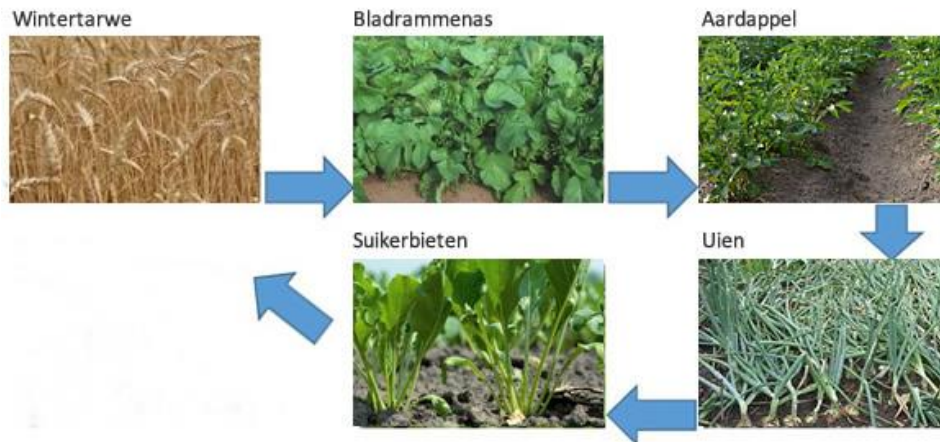 Wintertarwe
Bladrammenas
Aardappel
Uien
Suikerbieten